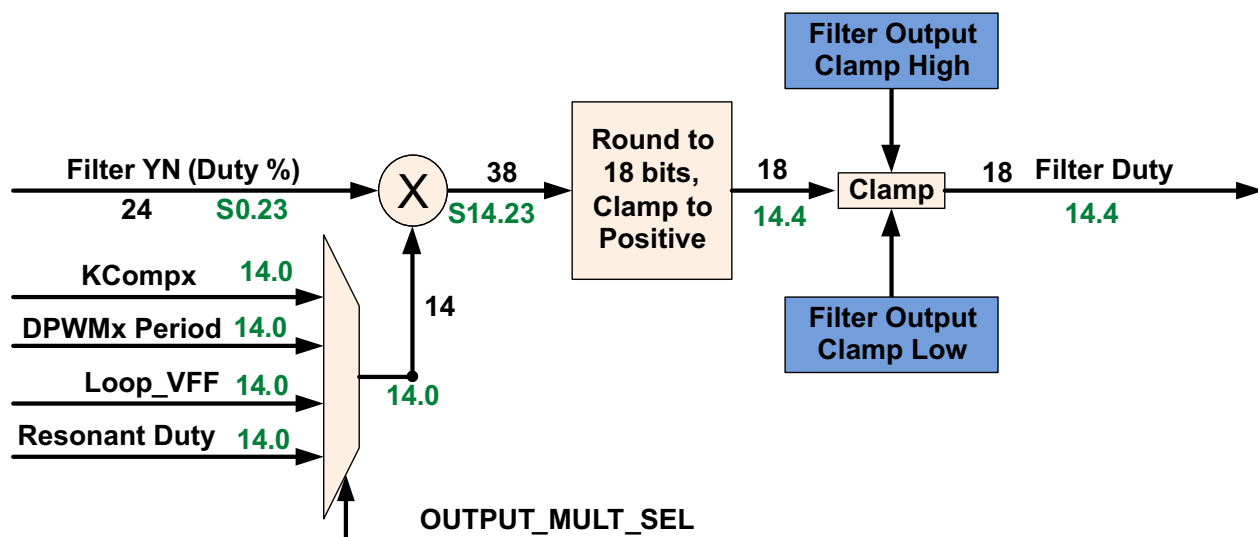 Filter Output
Clamp High
Filter YN (Duty %)
24 S0.23
X
38
S14.23
Round to
18 bits,
Clamp to
Positive
18
14.4
Clamp
18 Filter Duty
14.4
KCompx 14.0
DPWMx Period 14.0
Loop_VFF 14.0
Resonant Duty 14.0
14
14.0
Filter Output
Clamp Low
OUTPUT_MULT_SEL